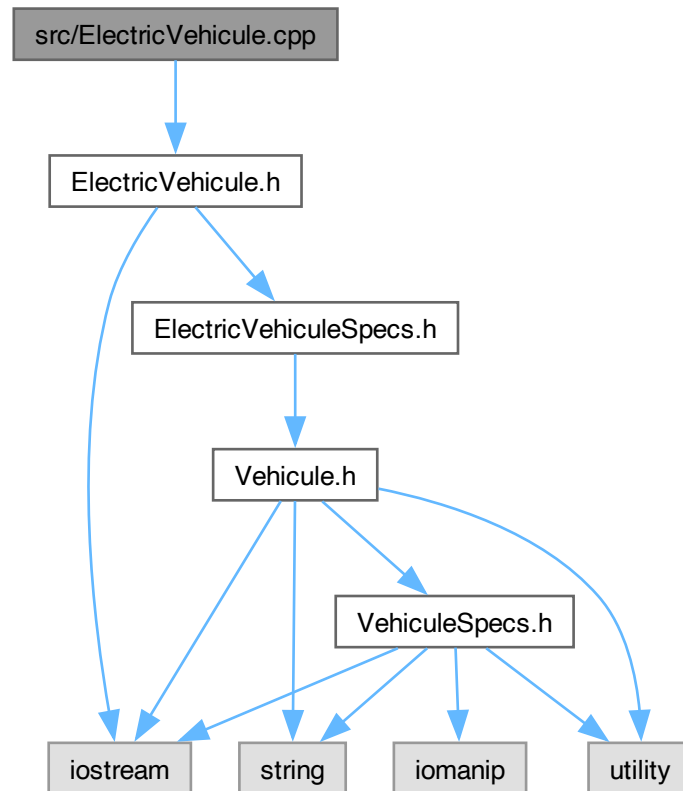 src/ElectricVehicule.cpp
ElectricVehicule.h
ElectricVehiculeSpecs.h
Vehicule.h
VehiculeSpecs.h
iostream
string
iomanip
utility